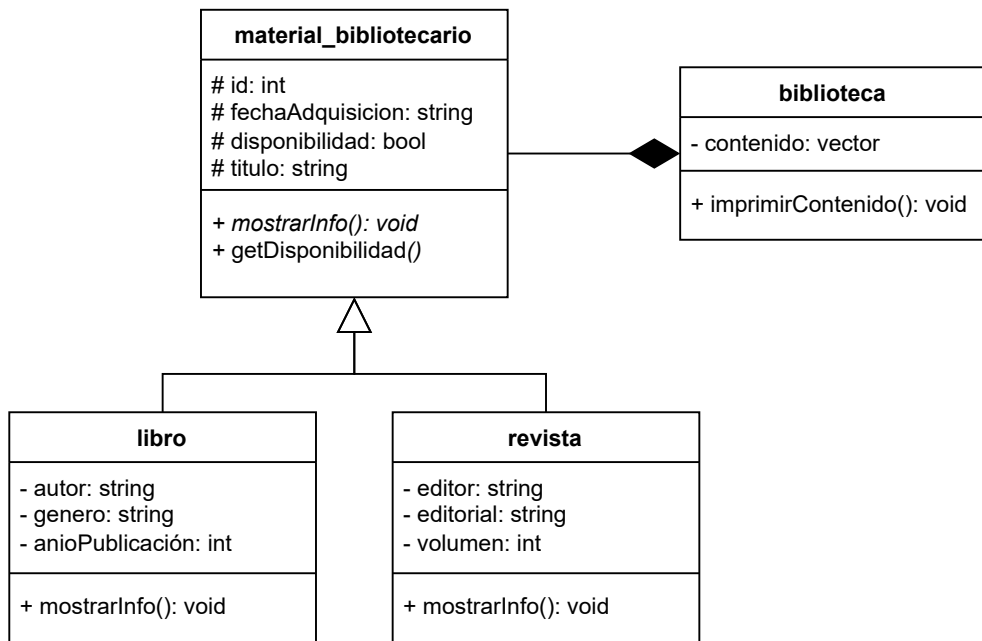 material_bibliotecario
# id: int
# fechaAdquisicion: string
# disponibilidad: bool
# titulo: string
+ mostrarInfo(): void
+ getDisponibilidad()
biblioteca
- contenido: vector
+ imprimirContenido(): void
libro
- autor: string
- genero: string
- anioPublicación: int
+ mostrarInfo(): void
revista
- editor: string
- editorial: string
- volumen: int
+ mostrarInfo(): void